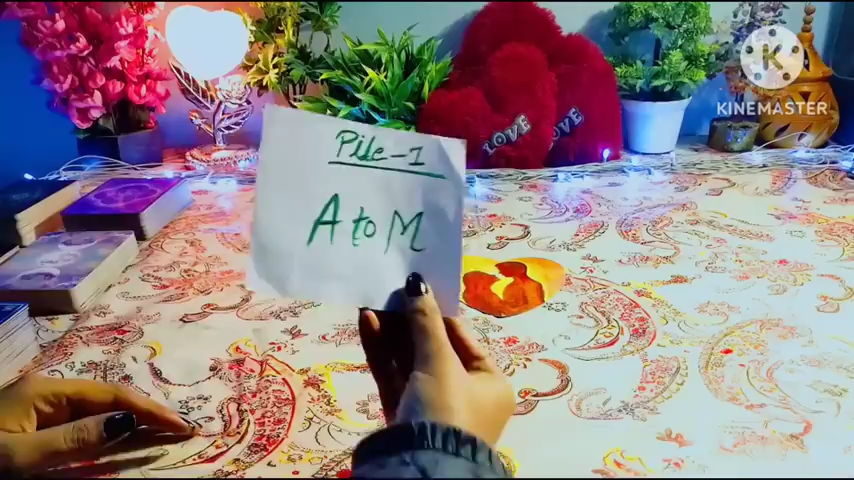 Pile-1
A to M
LOVE
LOVE
K
KINEMASTER